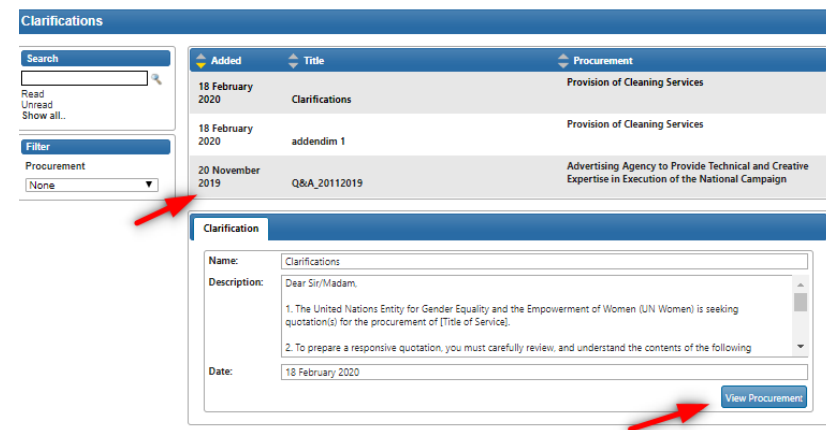 Clarifications
Search
Read
Unread
Show all..
Filter
Procurement
None
Added Title Procurement
18 February
2020
Clarifications
Provision of Cleaning Services
18 February
2020
addendim 1
Provision of Cleaning Services
20 November
2019
Q&A_20112019
Advertising Agency to Provide Technical and Creative
Expertise in Execution of the National Campaign
Clarification
Name: Clarifications
Description: Dear Sir/Madam,
1. The United Nations Entity for Gender Equality and the Empowerment of Women (UN Women) is seeking
quotation(s) for the procurement of [Title of Service].
2. To prepare a responsive quotation, you must carefully review, and understand the contents of the following
Date: 18 February 2020
View Procurement